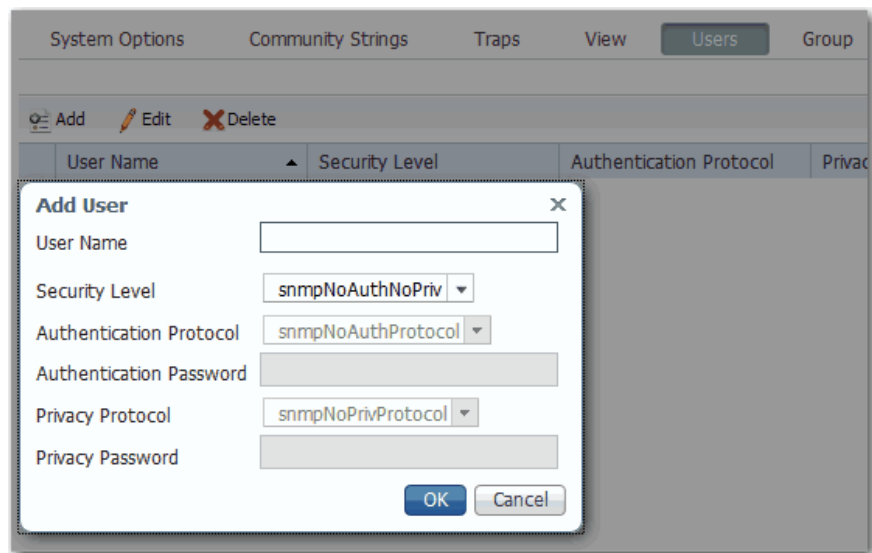 System Options Community Strings Traps View Users Group
Add Edit Delete
User Name Security Level Authentication Protocol Privac
Add User
User Name
Security Level snmpNoAuthNoPriv
Authentication Protocol snmpNoAuthProtocol
Authentication Password
Privacy Protocol snmpNoPrivProtocol
Privacy Password
OK Cancel